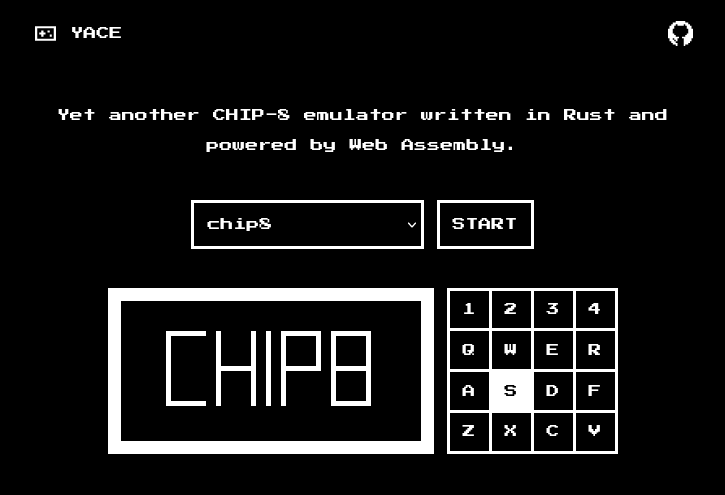 YACE
Yet another CHIP-8 emulator written in Rust and
powered by Web Assembly.
chip8
START
CHIP8
1 2 3 4
Q W E R
A S D F
Z X C V